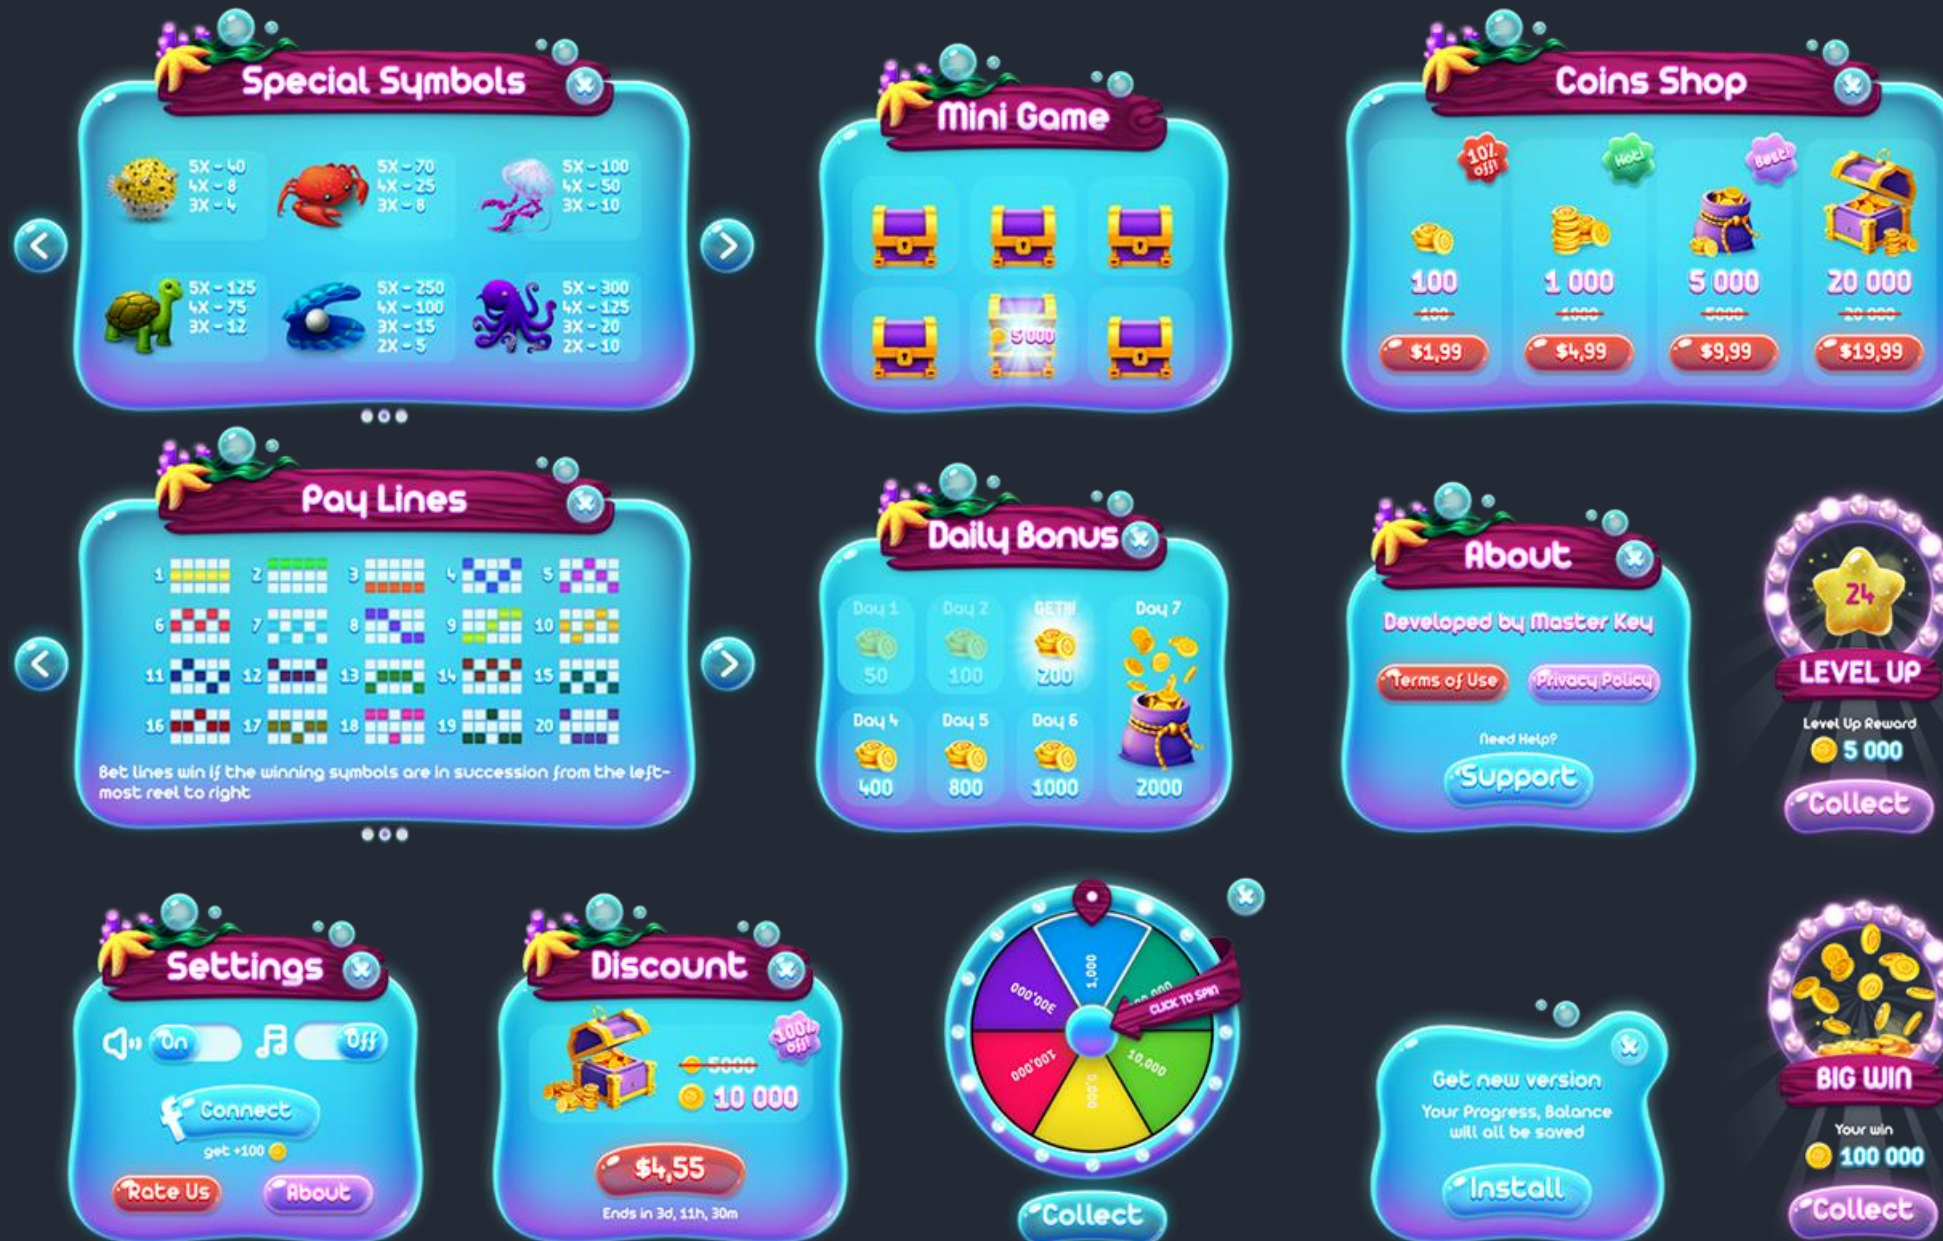 Special Symbols
5X - 40
4X - 8
3X - 4
5X - 70
4X - 25
3X - 8
5X - 100
4X - 50
3X - 10
5X - 125
4X - 75
3X - 12
5X - 250
4X - 100
3X - 15
2X - 5
5X - 300
4X - 125
3X - 20
2X - 10
Mini Game
5 000
Coins Shop
10%
off!
Hot!
Best!
100
1 000
5 000
20 000
100
1000
5000
20 000
$1,99
$4,99
$9,99
$19,99
Pay Lines
1
2
3
4
5
6
7
8
9
10
11
12
13
14
15
16
17
18
19
20
Bet lines win if the winning symbols are in succession from the left-
most reel to right
Daily Bonus
Day 1
50
Day 2
100
GET!!!
200
Day 7
2000
Day 4
400
Day 5
800
Day 6
1000
About
Developed by Master Key
Terms of Use
Privacy Policy
Need Help?
Support
24
LEVEL UP
Level Up Reward
5 000
Collect
Settings
On
Off
Connect
get +100
Rate Us
About
Discount
100%
off!
5000
10 000
$4,55
Ends in 3d, 11h, 30m
1,000
300,000
CLICK TO SPIN
100,000
10,000
Collect
Get new version
Your Progress, Balance
will all be saved
Install
BIG WIN
Your win
100 000
Collect